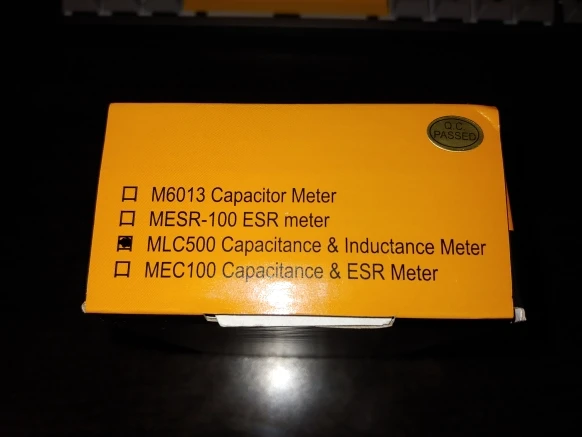 Q.C
PASSED
M6013 Capacitor Meter
MESR-100 ESR meter
MLC500 Capacitance & Inductance Meter
MEC100 Capacitance & ESR Meter